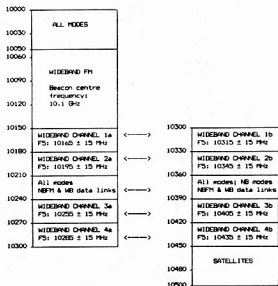 10000
ALL MODES
10030
10050
10060
WIDEBAND FM
10090
Beacon centre
frequency:
10.1 GHz
10120
10150
WIDEBAND CHANNEL 1a
FS: 10165 ± 15 MHz
10180
WIDEBAND CHANNEL 2a
FS: 10195 ± 15 MHz
10210
All modes
NBFM & WB data links
10240
WIDEBAND CHANNEL 3a
FS: 10255 ± 15 MHz
10270
WIDEBAND CHANNEL 4a
FS: 10285 ± 15 MHz
10300
10300
WIDEBAND CHANNEL 1b
FS: 10315 ± 15 MHz
10330
WIDEBAND CHANNEL 2b
FS: 10345 ± 15 MHz
10360
All modes; NB modes
NBFM & WB data links
10390
WIDEBAND CHANNEL 3b
FS: 10405 ± 15 MHz
10420
WIDEBAND CHANNEL 4b
FS: 10435 ± 15 MHz
10450
SATELLITES
10480
10500